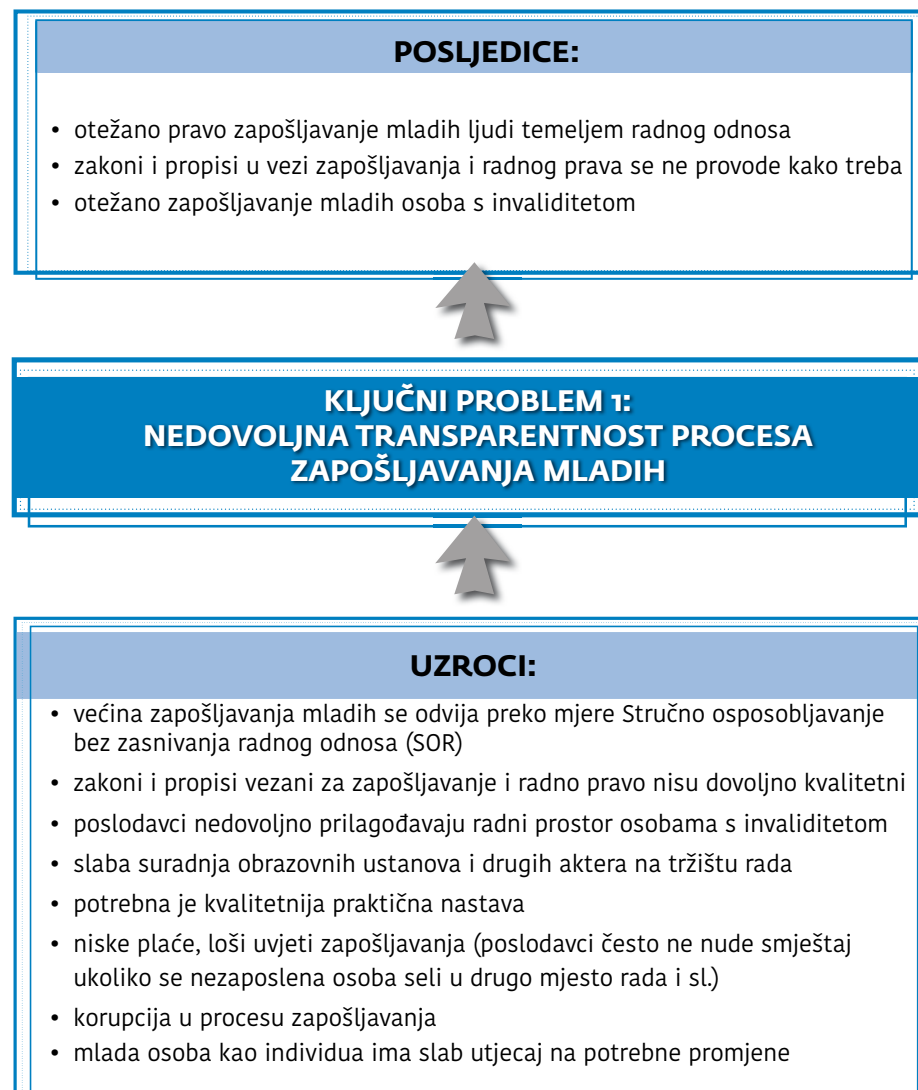 POSLJEDICE:
• otežano pravo zapošljavanje mladih ljudi temeljem radnog odnosa
• zakoni i propisi u vezi zapošljavanja i radnog prava se ne provode kako treba
• otežano zapošljavanje mladih osoba s invaliditetom
KLJUČNI PROBLEM 1:
NEDOVOLJNA TRANSPARENTNOST PROCESA
ZAPOŠLJAVANJA MLADIH
UZROCI:
• većina zapošljavanja mladih se odvija preko mjere Stručno osposobljavanje
bez zasnivanja radnog odnosa (SOR)
• zakoni i propisi vezani za zapošljavanje i radno pravo nisu dovoljno kvalitetni
• poslodavci nedovoljno prilagođavaju radni prostor osobama s invaliditetom
• slaba suradnja obrazovnih ustanova i drugih aktera na tržištu rada
• potrebna je kvalitetnija praktična nastava
• niske plaće, loši uvjeti zapošljavanja (poslodavci često ne nude smještaj
ukoliko se nezaposlena osoba seli u drugo mjesto rada i sl.)
• korupcija u procesu zapošljavanja
• mlada osoba kao individua ima slab utjecaj na potrebne promjene